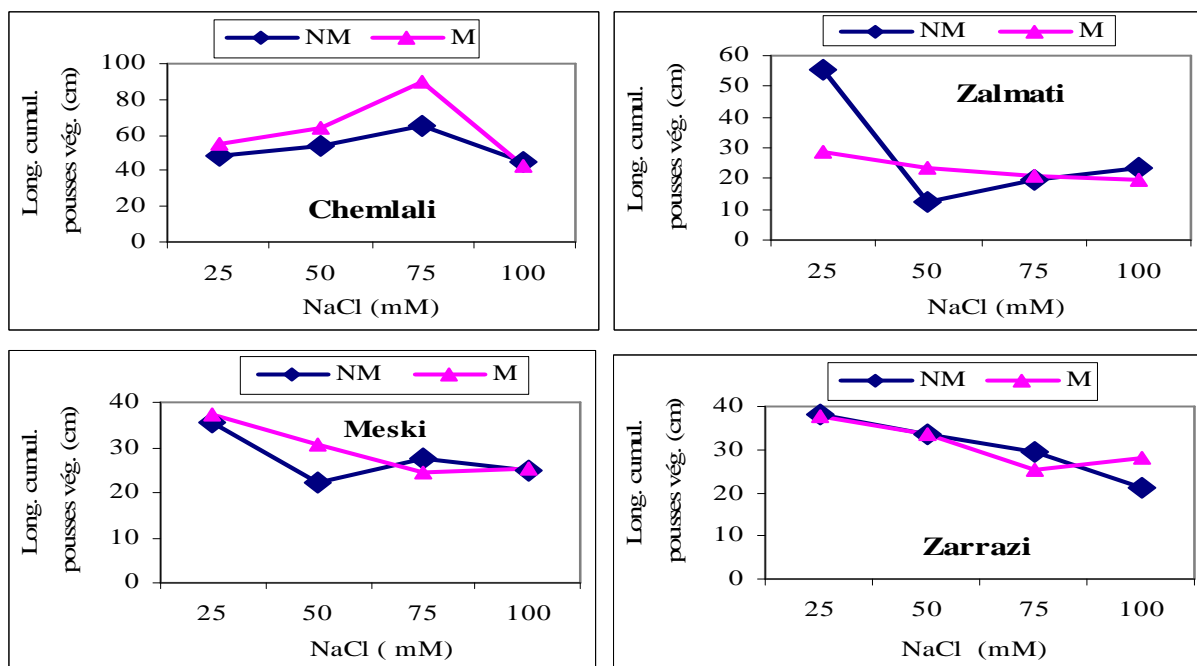 NM M
Long. cumul.
pousses vég. (cm)
100
80
60
40
20
0
Chemlali
25 50 75 100
NaCl (mM)
NM M
Long. cumul.
pousses vég. (cm)
60
50
40
30
20
10
0
Zalmati
25 50 75 100
NaCl (mM)
NM M
Long. cumul.
pousses vég. (cm)
40
30
20
10
0
Meski
25 50 75 100
NaCl ( mM)
NM M
Long. cumul.
pousses vég. (cm)
40
30
20
10
0
Zarrazi
25 50 75 100
NaCl (mM)